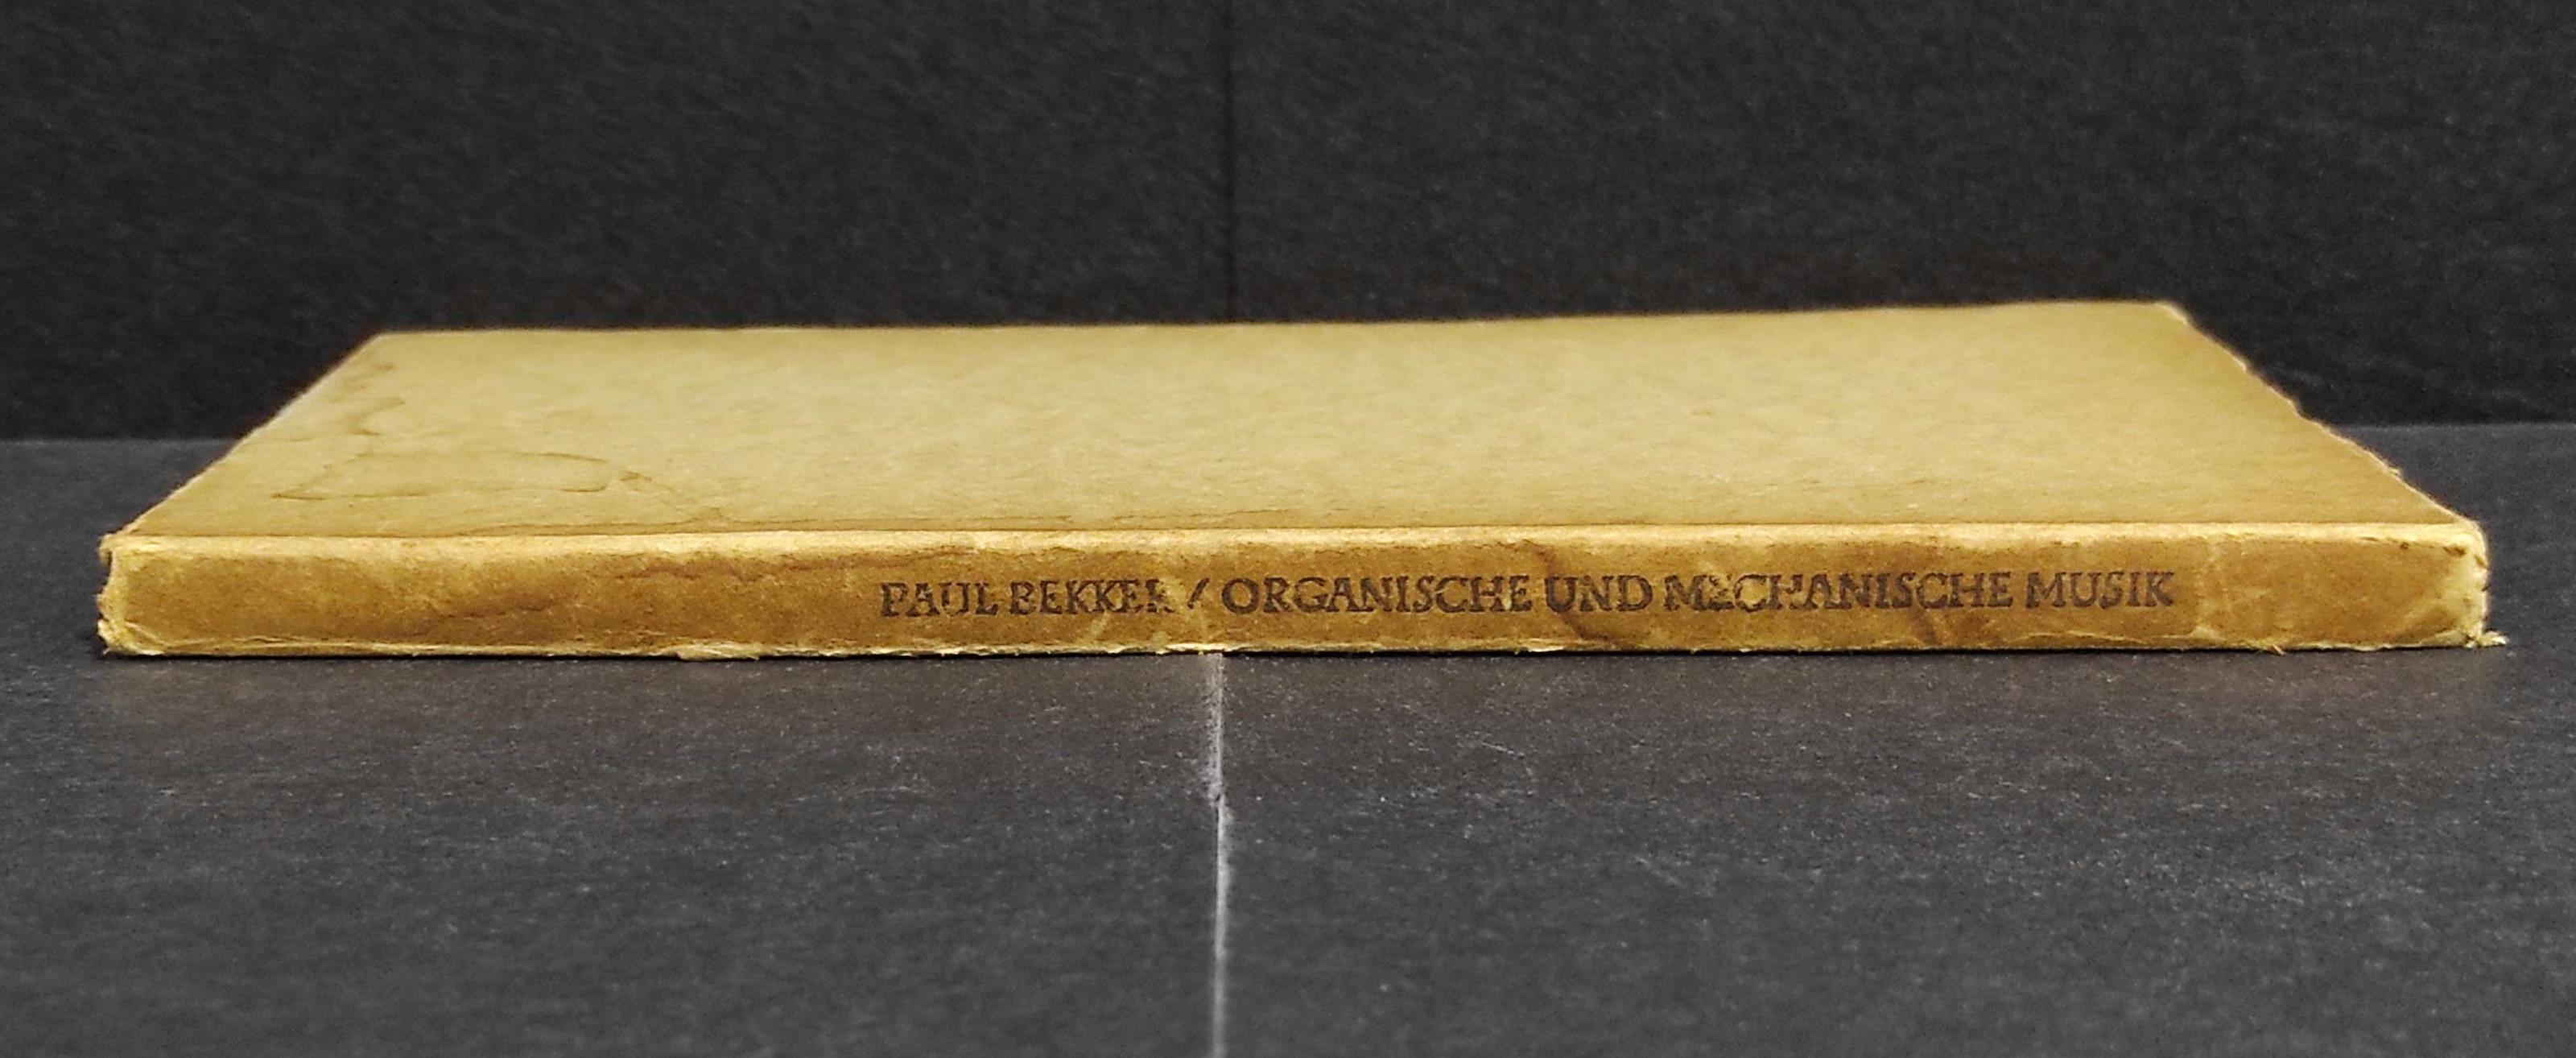 PAUL BEKKER / ORGANISCHE UND MECHANISCHE MUSIK